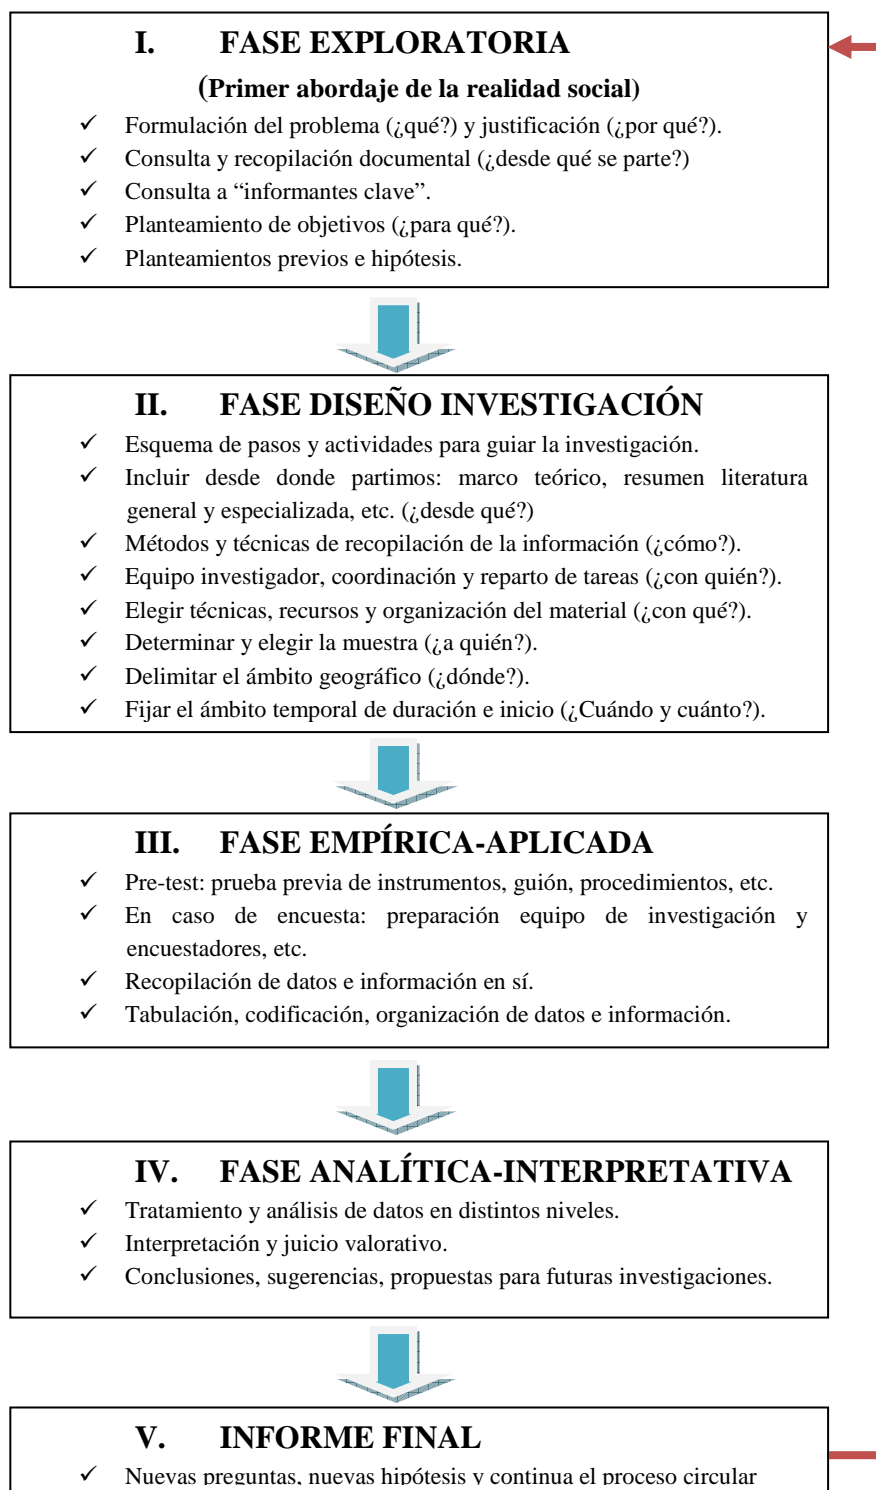 I. FASE EXPLORATORIA
(Primer abordaje de la realidad social)
✓ Formulación del problema (¿qué?) y justificación (¿por qué?).
✓ Consulta y recopilación documental (¿desde qué se parte?)
✓ Consulta a “informantes clave”.
✓ Planteamiento de objetivos (¿para qué?).
✓ Planteamientos previos e hipótesis.
II. FASE DISEÑO INVESTIGACIÓN
✓ Esquema de pasos y actividades para guiar la investigación.
✓ Incluir desde donde partimos: marco teórico, resumen literatura
general y especializada, etc. (¿desde qué?)
✓ Métodos y técnicas de recopilación de la información (¿cómo?).
✓ Equipo investigador, coordinación y reparto de tareas (¿con quién?).
✓ Elegir técnicas, recursos y organización del material (¿con qué?).
✓ Determinar y elegir la muestra (¿a quién?).
✓ Delimitar el ámbito geográfico (¿dónde?).
✓ Fijar el ámbito temporal de duración e inicio (¿Cuándo y cuánto?).
III. FASE EMPÍRICA-APLICADA
✓ Pre-test: prueba previa de instrumentos, guión, procedimientos, etc.
✓ En caso de encuesta: preparación equipo de investigación y
encuestadores, etc.
✓ Recopilación de datos e información en sí.
✓ Tabulación, codificación, organización de datos e información.
IV. FASE ANALÍTICA-INTERPRETATIVA
✓ Tratamiento y análisis de datos en distintos niveles.
✓ Interpretación y juicio valorativo.
✓ Conclusiones, sugerencias, propuestas para futuras investigaciones.
V. INFORME FINAL
✓ Nuevas preguntas, nuevas hipótesis y continua el proceso circular